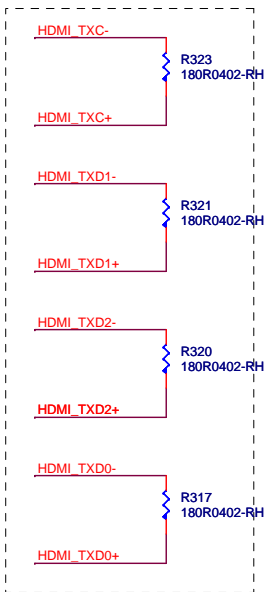 HDMI_TXC-
R323
180R0402-RH
HDMI_TXC+
HDMI_TXD1-
R321
180R0402-RH
HDMI_TXD1+
HDMI_TXD2-
R320
180R0402-RH
HDMI_TXD2+
HDMI_TXD0-
R317
180R0402-RH
HDMI_TXD0+